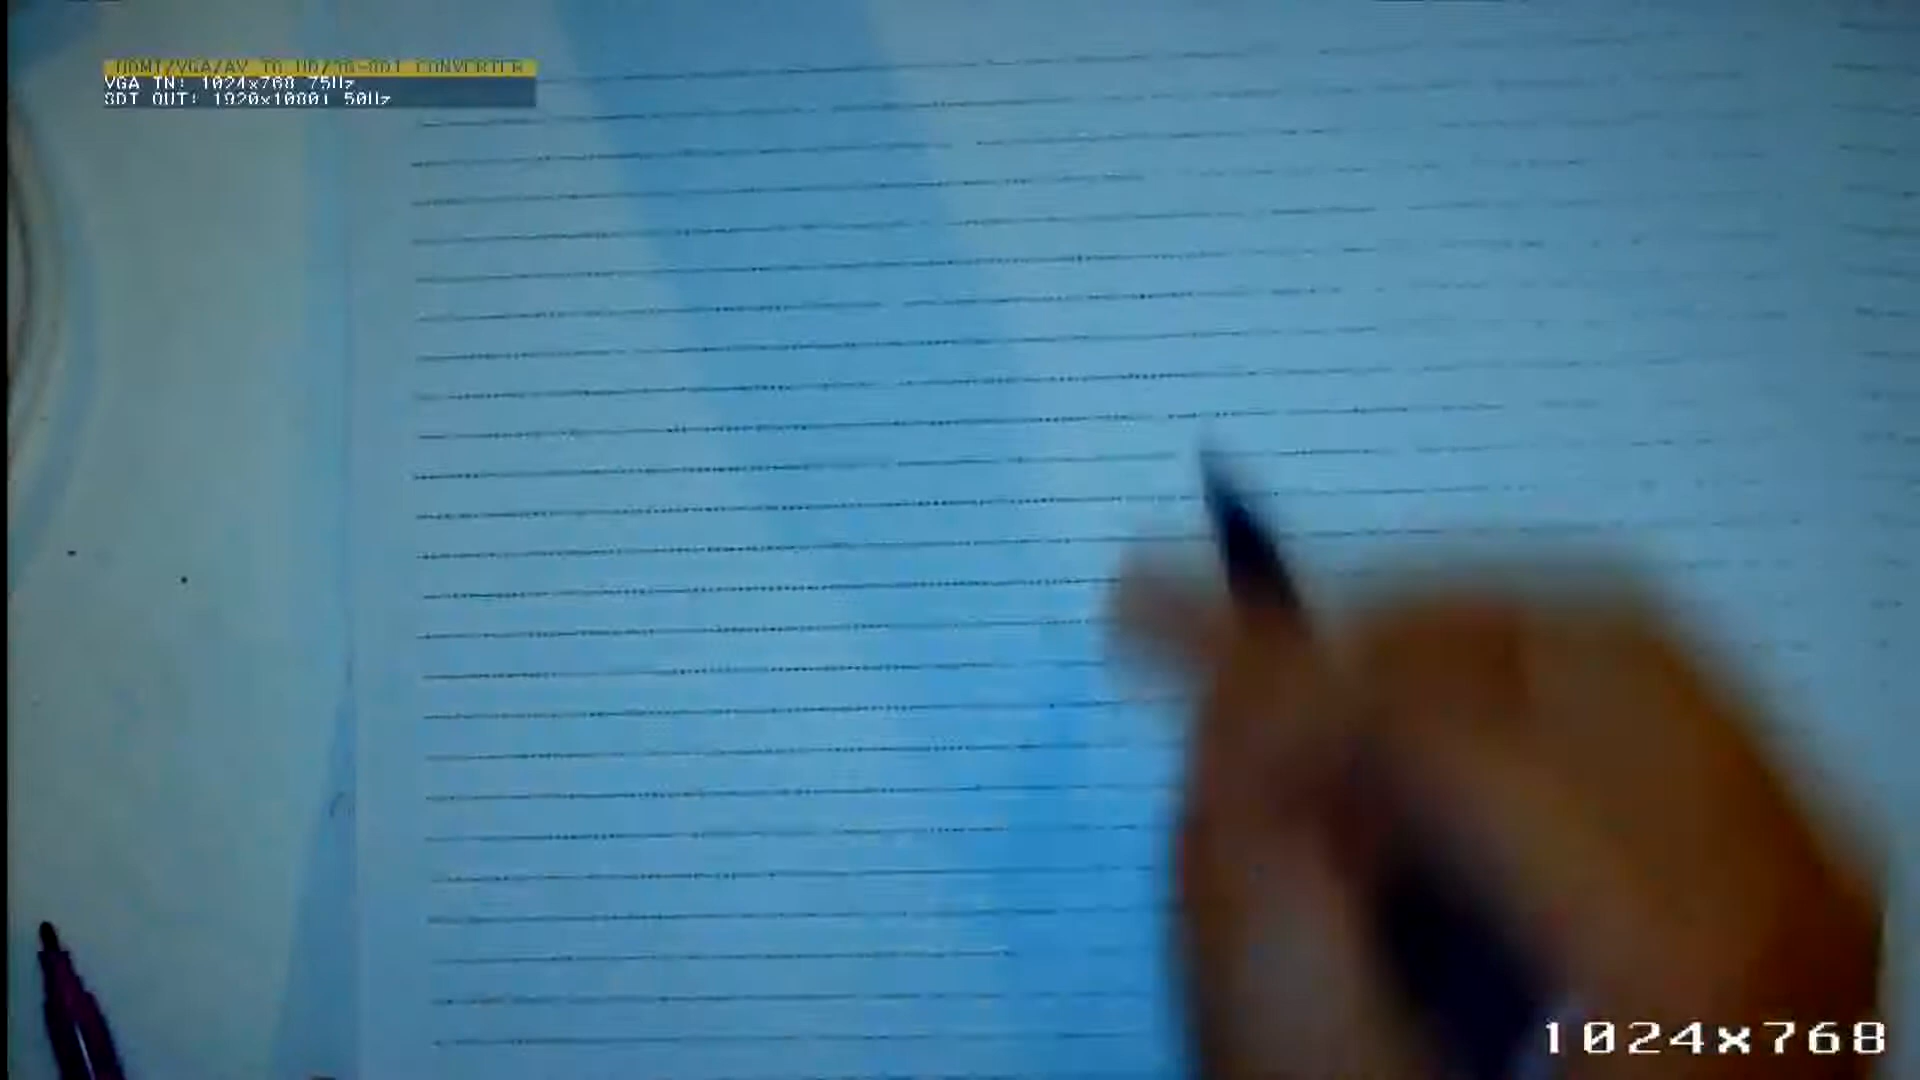 HDMI/VGA/AV TO HD/3G-SDI CONVERTER
VGA IN: 1024x768 75Hz
SDI OUT: 1920x1080i 50Hz
1024x768